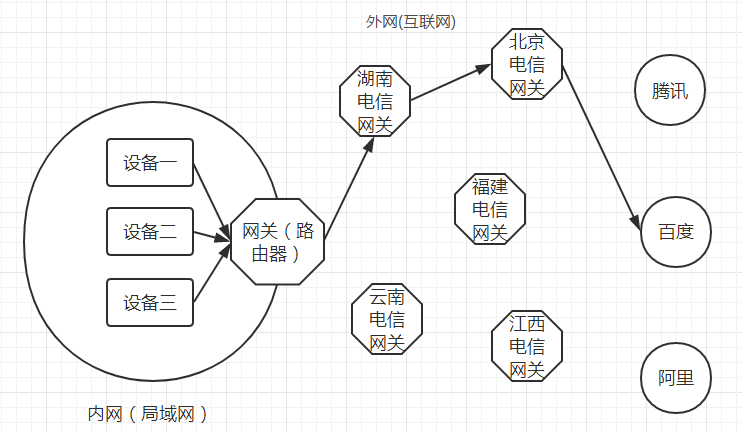 外网(互联网)
北京
电信
网关
湖南
电信
网关
腾讯
设备一
设备二
设备三
网关（路
由器）
福建
电信
网关
百度
云南
电信
网关
江西
电信
网关
阿里
内网（局域网）